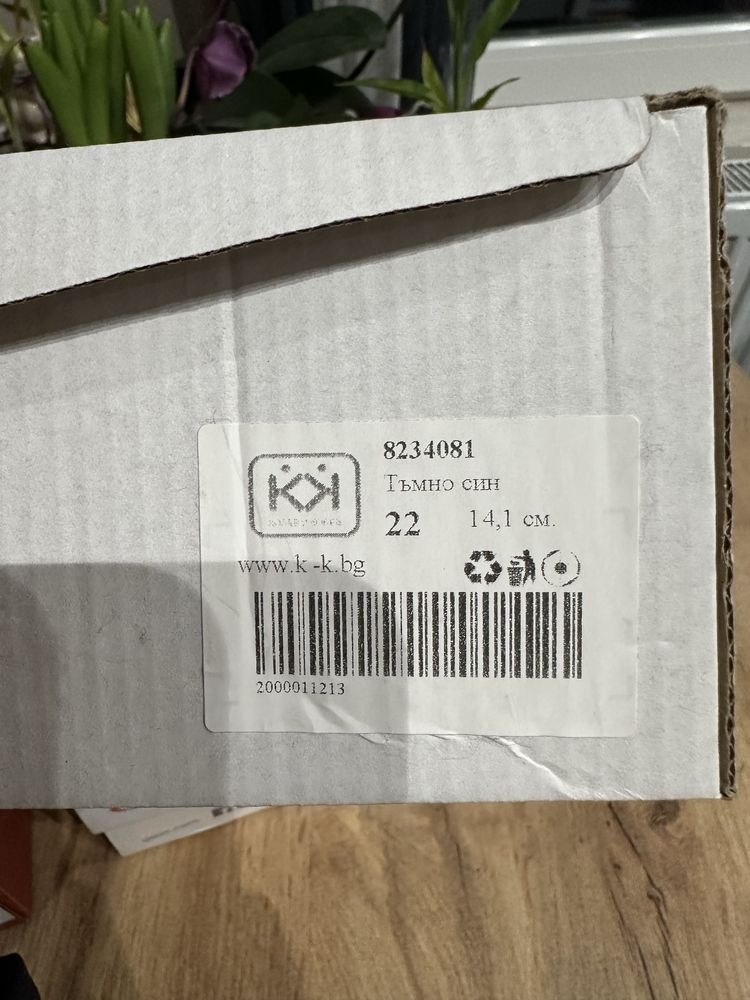 8234081
Тъмно син
22 14,1 см.
www.k-k.bg
2000011213